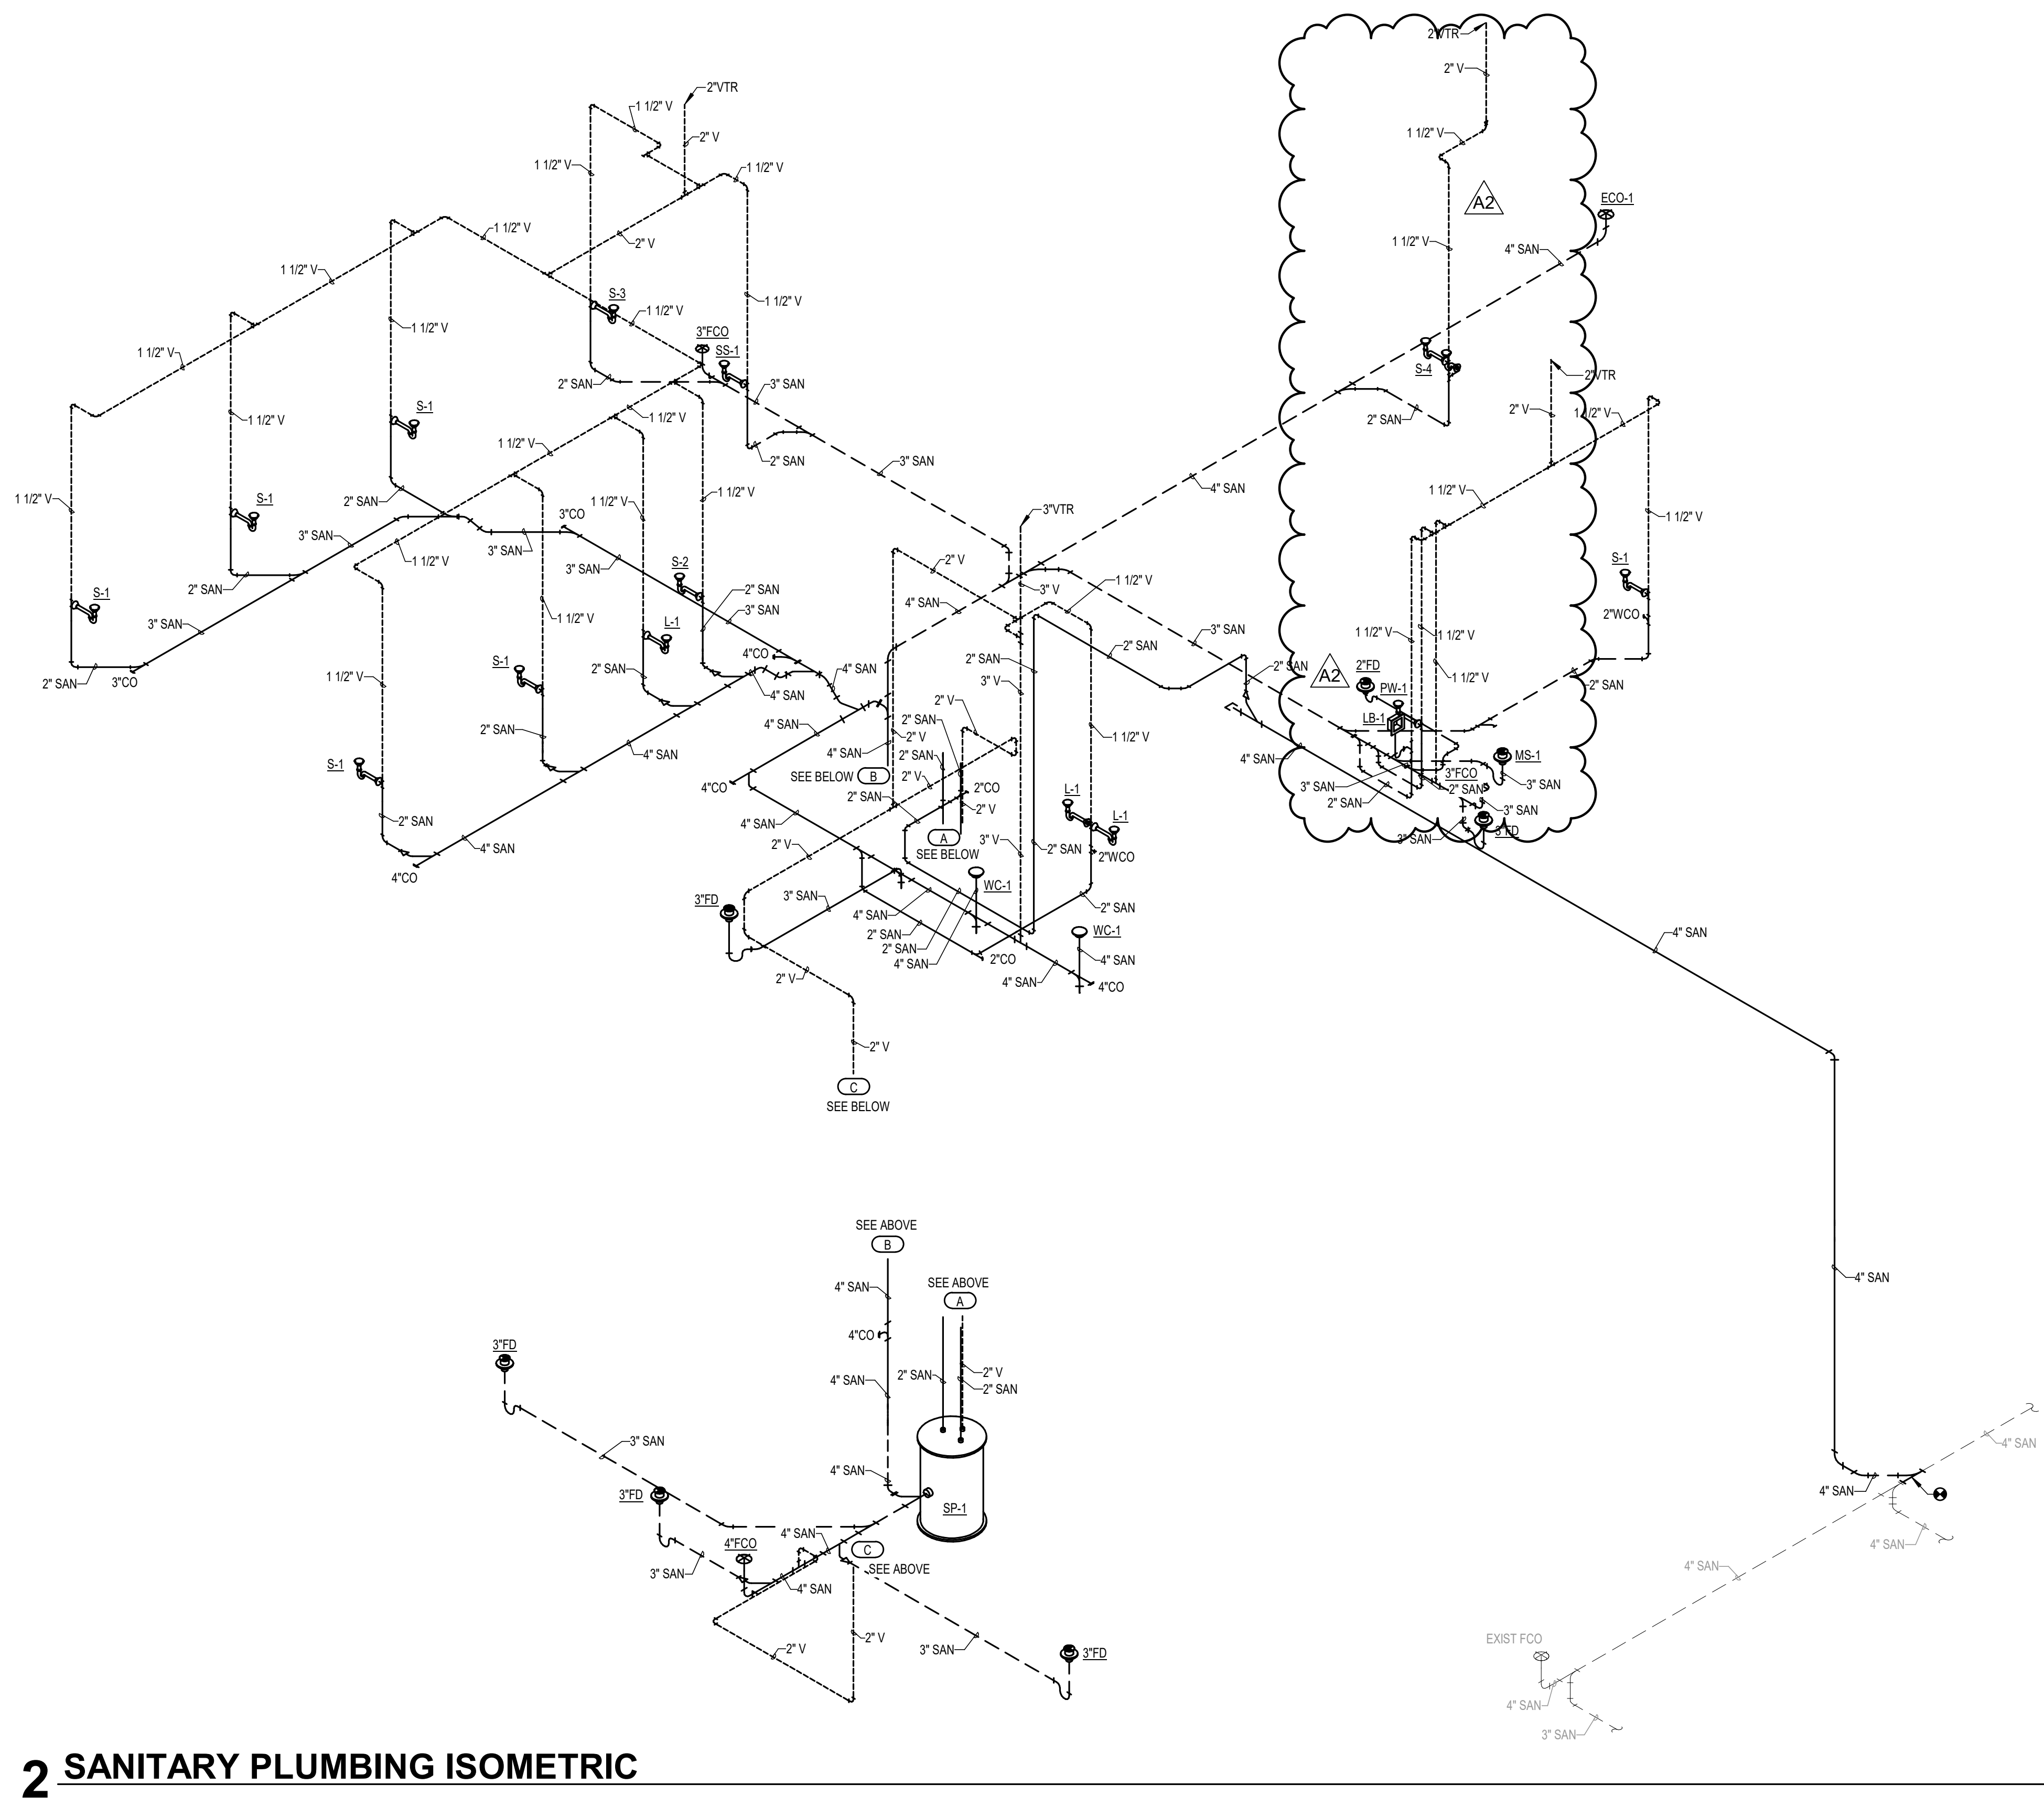 2"VTR
2" V
1 1/2" V
A2
1 1/2" V
ECO-1
4" SAN
S-4
2" SAN
2"VTR
2" V
1 1/2" V
1 1/2" V
1 1/2" V
S-1
2"WCO
2" SAN
1 1/2" V
1 1/2" V
1 1/2" V
A2
2"FD
PW-1
LB-1
MS-1
3" SAN
3"FCO
3" SAN
2" SAN
2" SAN
3" SAN
3" SAN
3"FD
2"VTR
1 1/2" V
2" V
1 1/2" V
1 1/2" V
1 1/2" V
1 1/2" V
2" V
1 1/2" V
1 1/2" V
S-3
1 1/2" V
1 1/2" V
3"FCO
SS-1
1 1/2" V
2" SAN
3" SAN
1 1/2" V
S-1
1 1/2" V
1 1/2" V
2" SAN
3" SAN
4" SAN
1 1/2" V
S-1
2" SAN
1 1/2" V
1 1/2" V
3"CO
3"VTR
3" SAN
3" SAN
1 1/2" V
3" SAN
2" V
S-2
3" V
1 1/2" V
S-1
2" SAN
2" SAN
4" SAN
3" SAN
3" SAN
1 1/2" V
L-1
3" SAN
2" SAN
4"CO
S-1
2" SAN
4" SAN
2" SAN
2" SAN
2" SAN
3"CO
1 1/2" V
3" V
4" SAN
2" V
2" SAN
4" SAN
2" SAN
2" V
1 1/2" V
4" SAN
4" SAN
2" SAN
4" SAN
S-1
SEE BELOW
B
2" V
4"CO
2"CO
2" SAN
2" V
L-1
2" SAN
4" SAN
L-1
A
SEE BELOW
3" V
2" SAN
2" V
2"WCO
4" SAN
4"CO
3"FD
3" SAN
WC-1
4" SAN
2" SAN
2" SAN
2" SAN
4" SAN
WC-1
2"CO
4" SAN
4" SAN
4"CO
4" SAN
2" V
2" V
C
SEE BELOW
SEE ABOVE
B
4" SAN
SEE ABOVE
A
4" SAN
4"CO
3"FD
2" SAN
2" V
4" SAN
2" SAN
3" SAN
4" SAN
4" SAN
3"FD
4" SAN
SP-1
4" SAN
4"FCO
C
SEE ABOVE
4" SAN
3" SAN
4" SAN
4" SAN
2" V
2" V
3" SAN
3"FD
EXIST FCO
4" SAN
3" SAN
2 SANITARY PLUMBING ISOMETRIC